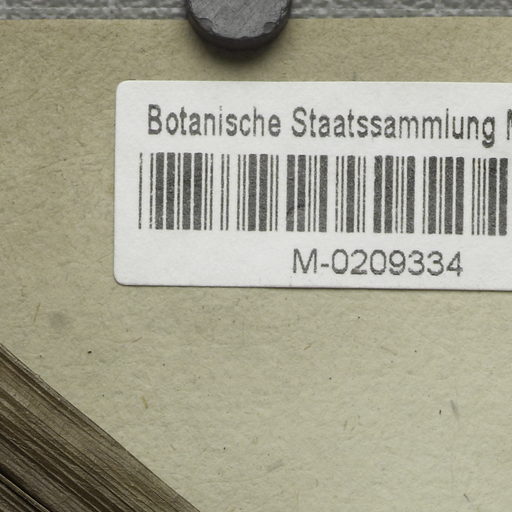 Botanische Staatssammlung
M-0209334